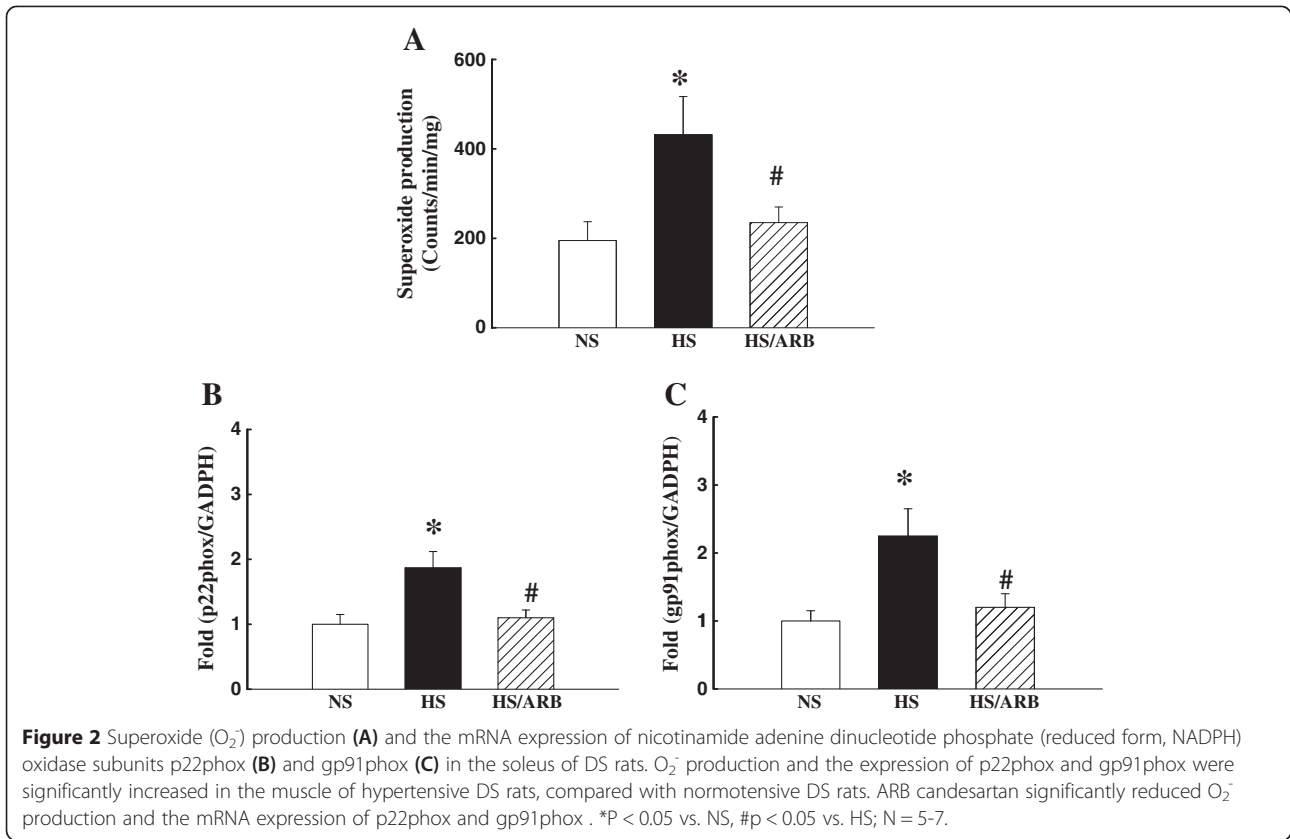 A
Superoxide production
(Counts/min/mg)
600
400
200
0
*
#
NS HS HS/ARB
B
Fold (p22phox/GADPH)
4
3
2
1
0
*
#
NS HS HS/ARB
C
Fold (gp91phox/GADPH)
4
3
2
1
0
*
#
NS HS HS/ARB
Figure 2 Superoxide (O₂⁻) production (A) and the mRNA expression of nicotinamide adenine dinucleotide phosphate (reduced form, NADPH)
oxidase subunits p22phox (B) and gp91phox (C) in the soleus of DS rats. O₂⁻ production and the expression of p22phox and gp91phox were
significantly increased in the muscle of hypertensive DS rats, compared with normotensive DS rats. ARB candesartan significantly reduced O₂⁻
production and the mRNA expression of p22phox and gp91phox . *P < 0.05 vs. NS, #p < 0.05 vs. HS; N = 5-7.